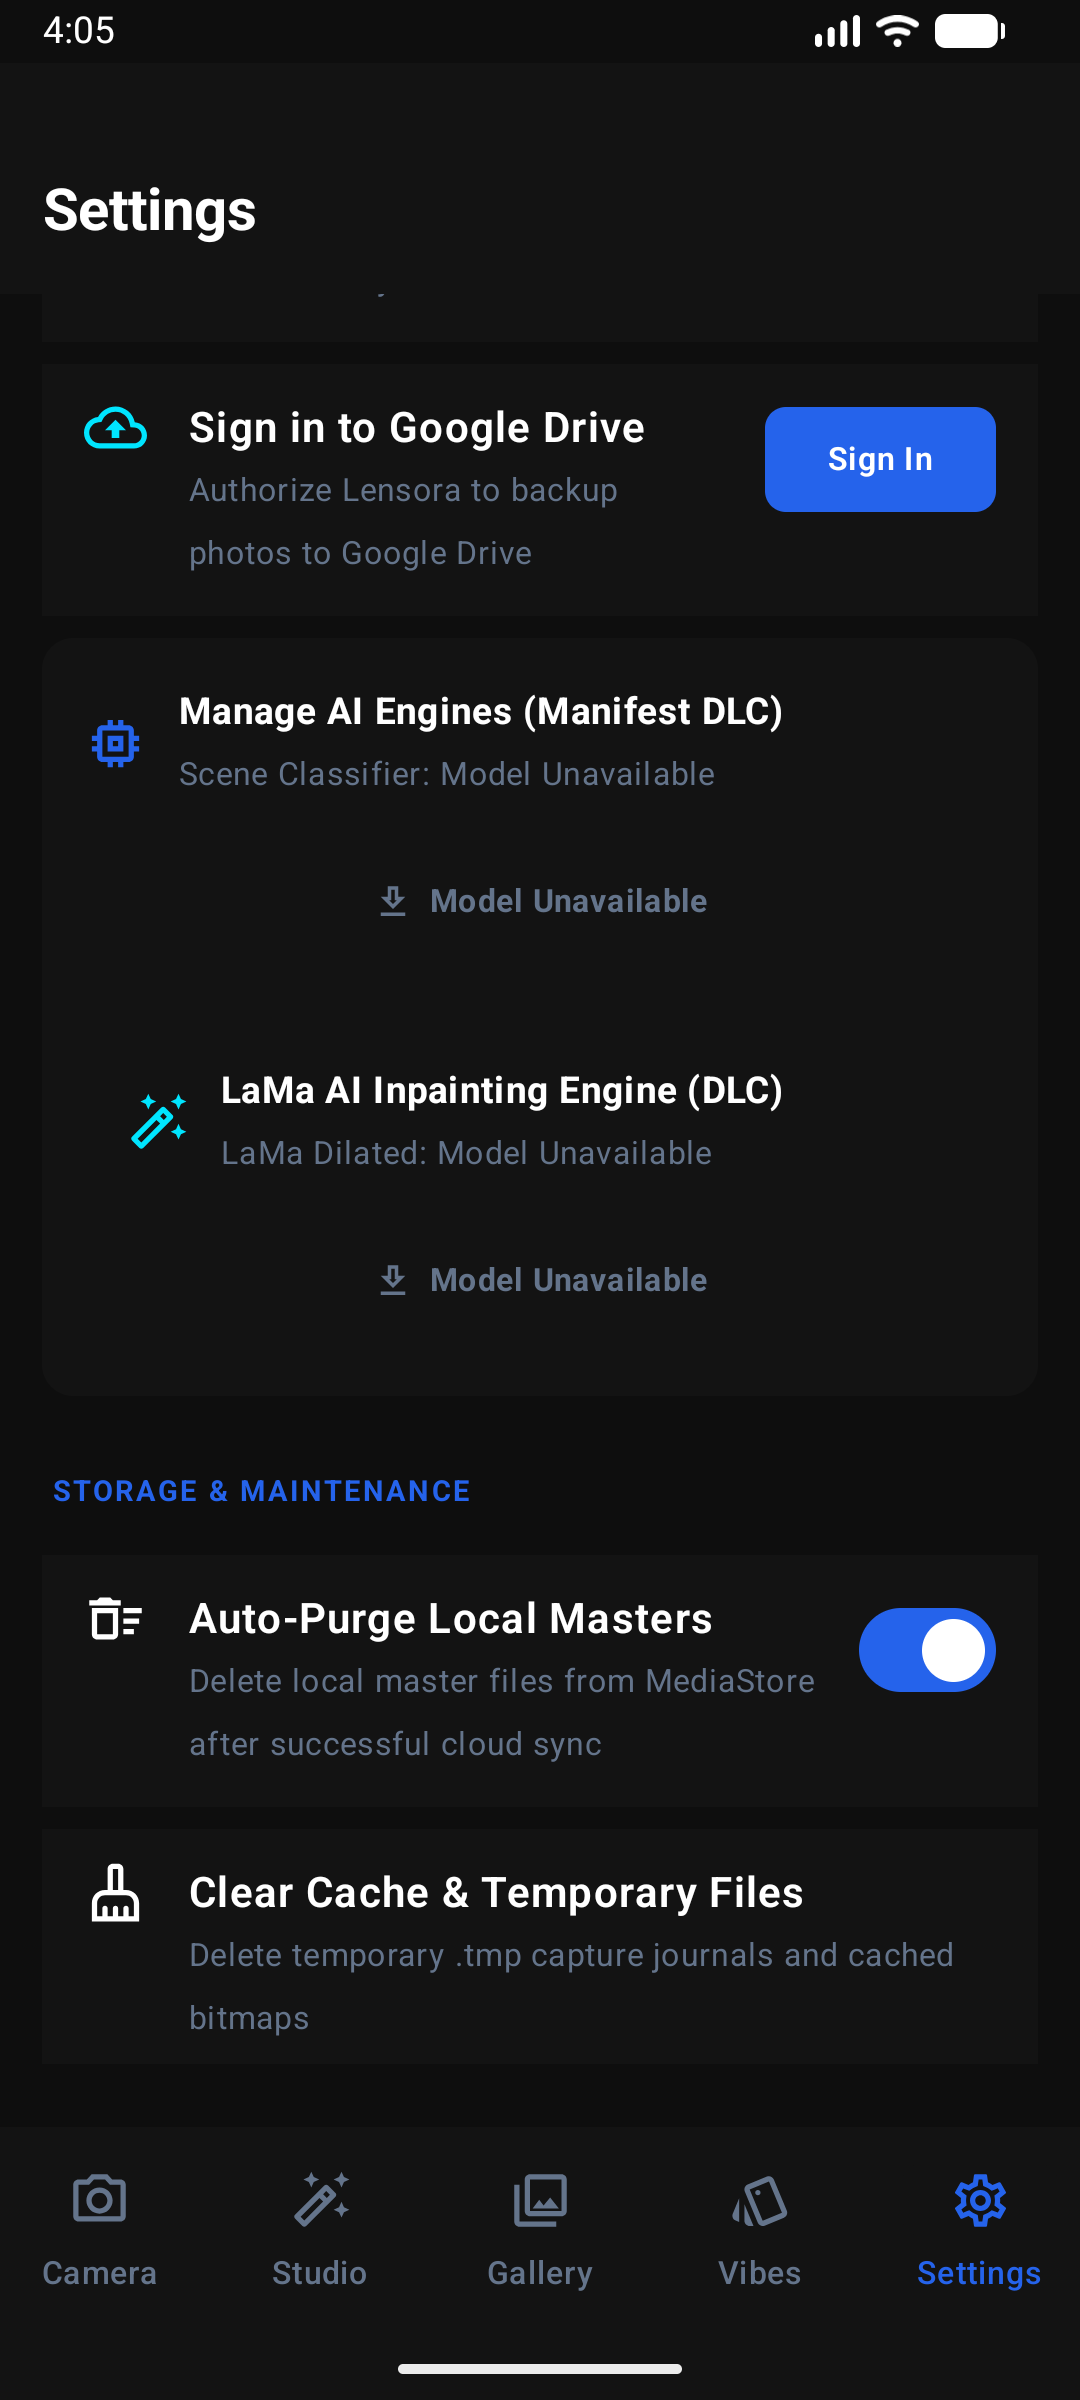 4:05
Settings
Sign in to Google Drive
Authorize Lensora to backup
photos to Google Drive
Sign In
Manage AI Engines (Manifest DLC)
Scene Classifier: Model Unavailable
Model Unavailable
LaMa AI Inpainting Engine (DLC)
LaMa Dilated: Model Unavailable
Model Unavailable
STORAGE & MAINTENANCE
Auto-Purge Local Masters
Delete local master files from MediaStore
after successful cloud sync
Clear Cache & Temporary Files
Delete temporary .tmp capture journals and cached
bitmaps
Camera
Studio
Gallery
Vibes
Settings